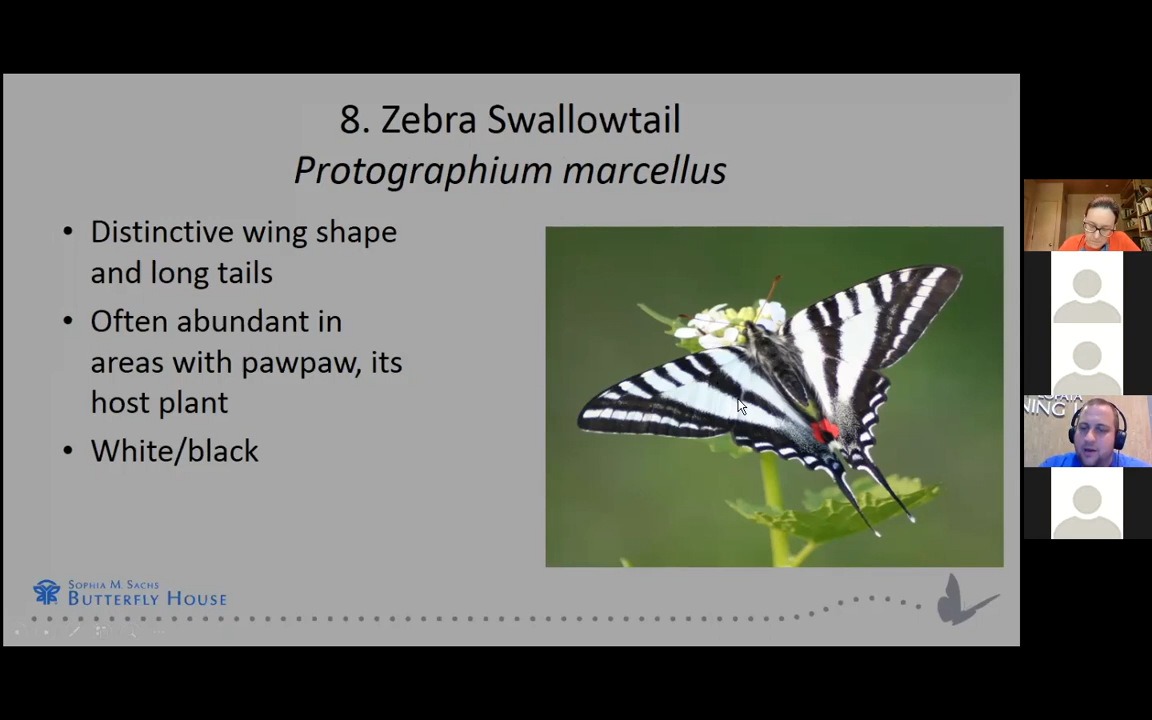 8. Zebra Swallowtail
Protographium marcellus
• Distinctive wing shape
and long tails
• Often abundant in
areas with pawpaw, its
host plant
• White/black
SOPHIA M. SACHS
BUTTERFLY HOUSE
NING